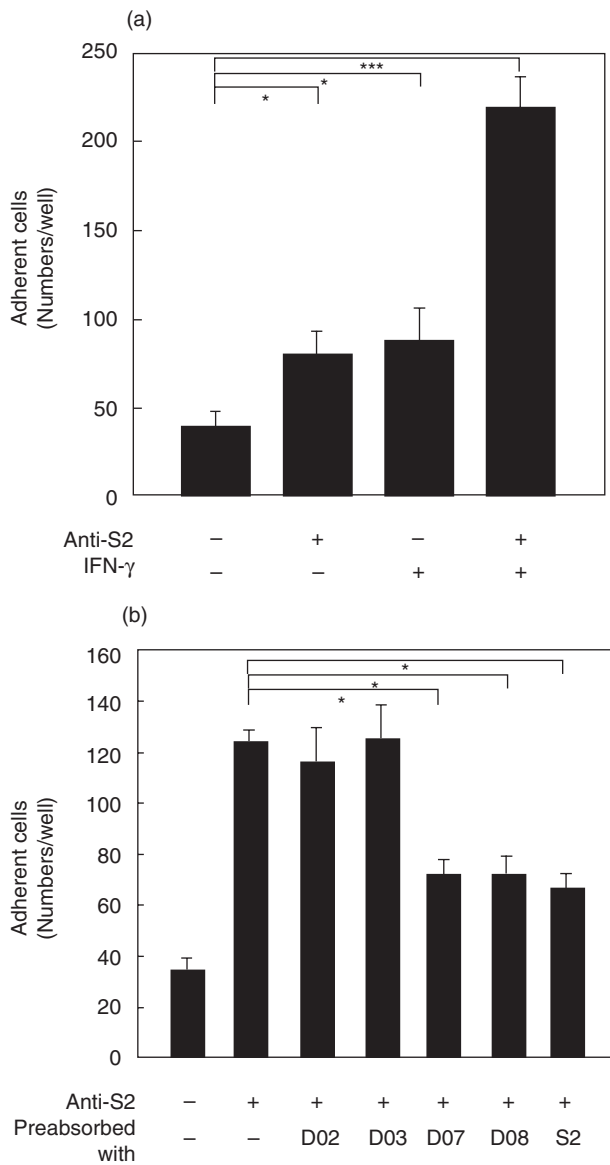 (a)
250
200
150
100
50
0
Adherent cells
(Numbers/well)
***
*
*
Anti-S2 – + – +
IFN-γ – – + +
(b)
160
140
120
100
80
60
40
20
0
Adherent cells
(Numbers/well)
*
*
*
Anti-S2 – + + + + + +
Preabsorbed
with – – D02 D03 D07 D08 S2